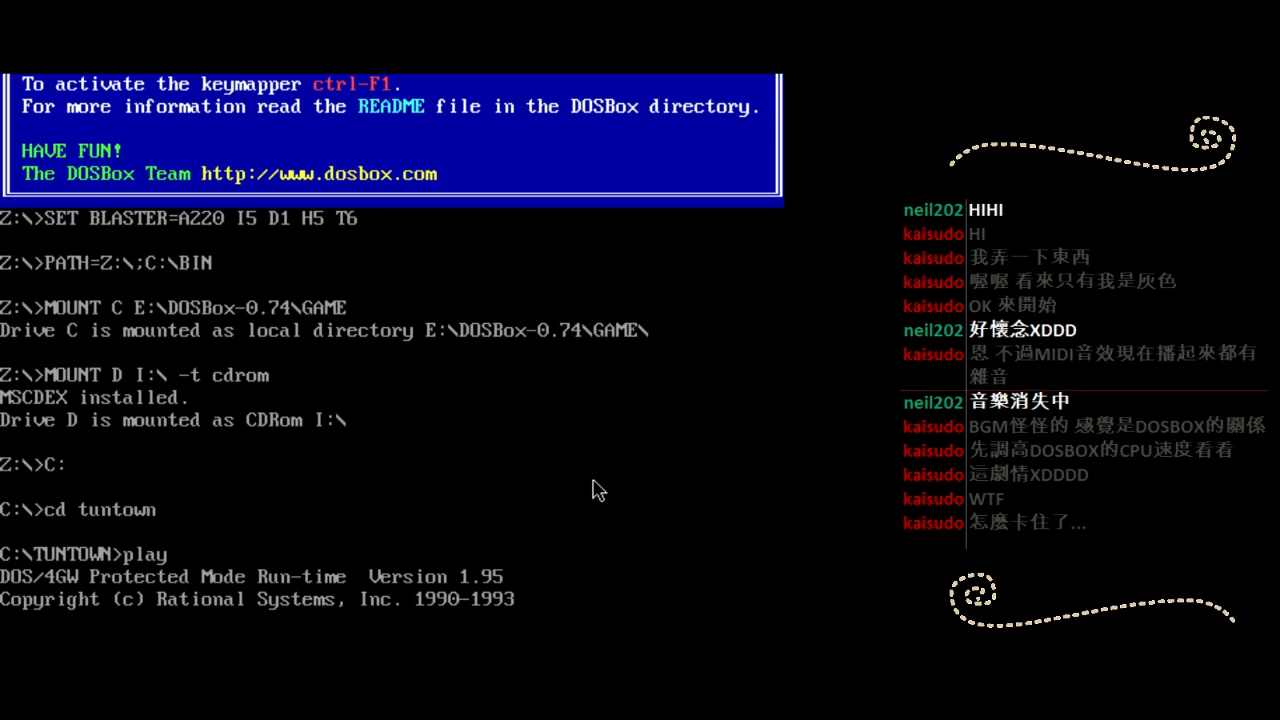 To activate the keymapper ctrl-F1.
For more information read the README file in the DOSBox directory.
HAVE FUN!
The DOSBox Team http://www.dosbox.com
Z:\>SET BLASTER=A220 I5 D1 H5 T6
Z:\>PATH=Z:\;C:\BIN
Z:\>MOUNT C E:\DOSBox-0.74\GAME
Drive C is mounted as local directory E:\DOSBox-0.74\GAME\
Z:\>MOUNT D I:\ -t cdrom
MSCDEX installed.
Drive D is mounted as CDRom I:\
Z:\>C:
C:\>cd tuntown
C:\TUNTOWN>play
DOS/4GW Protected Mode Run-time  Version 1.95
Copyright (c) Rational Systems, Inc. 1990-1993
neil202 HIHI
kaisudo HI
kaisudo 我弄一下東西
kaisudo 喔喔 看來只有我是灰色
kaisudo OK 來開始
neil202 好懷念XDDD
kaisudo 恩 不過MIDI音效現在播起來都有
雜音
neil202 音樂消失中
kaisudo BGM怪怪的 感覺是DOSBOX的關係
kaisudo 先調高DOSBOX的CPU速度看看
kaisudo 這劇情XDDDD
kaisudo WTF
kaisudo 怎麼卡住了...